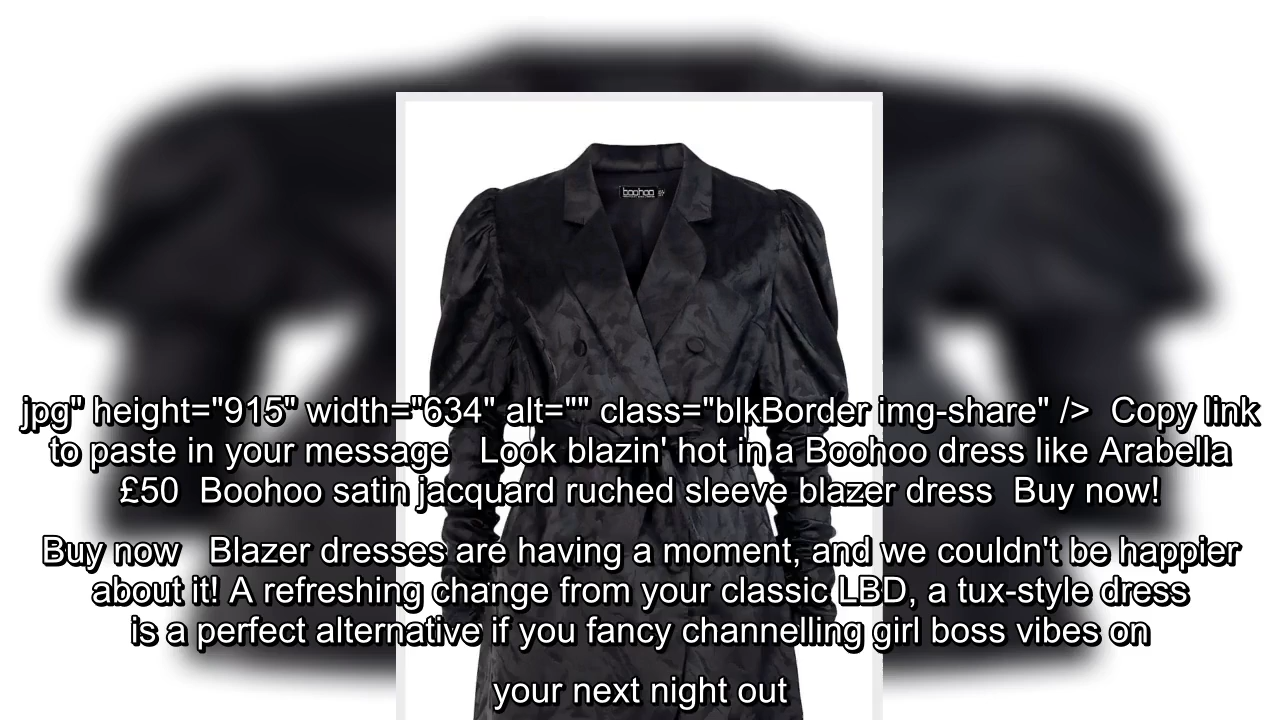 boohoo
jpg" height="915" width="634" alt="" class="blkBorder img-share" />  Copy link
to paste in your message   Look blazin' hot in a Boohoo dress like Arabella
£50  Boohoo satin jacquard ruched sleeve blazer dress  Buy now!
Buy now   Blazer dresses are having a moment, and we couldn't be happier
about it! A refreshing change from your classic LBD, a tux-style dress
is a perfect alternative if you fancy channelling girl boss vibes on
your next night out